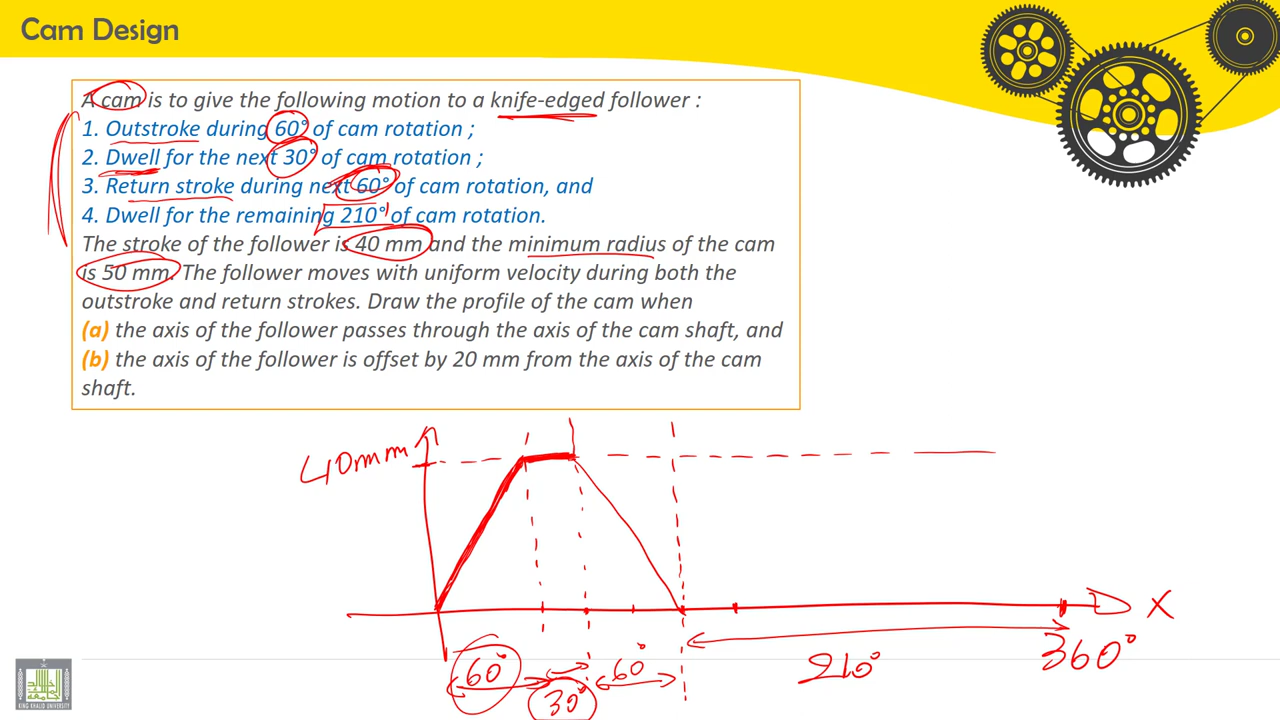 Cam Design
A cam is to give the following motion to a knife-edged follower :
1. Outstroke during 60° of cam rotation ;
2. Dwell for the next 30° of cam rotation ;
3. Return stroke during next 60° of cam rotation, and
4. Dwell for the remaining 210° of cam rotation.
The stroke of the follower is 40 mm and the minimum radius of the cam
is 50 mm. The follower moves with uniform velocity during both the
outstroke and return strokes. Draw the profile of the cam when
(a) the axis of the follower passes through the axis of the cam shaft, and
(b) the axis of the follower is offset by 20 mm from the axis of the cam
shaft.
40mm
X
60° 30° 60° 210° 360°
KING KHALID UNIVERSITY